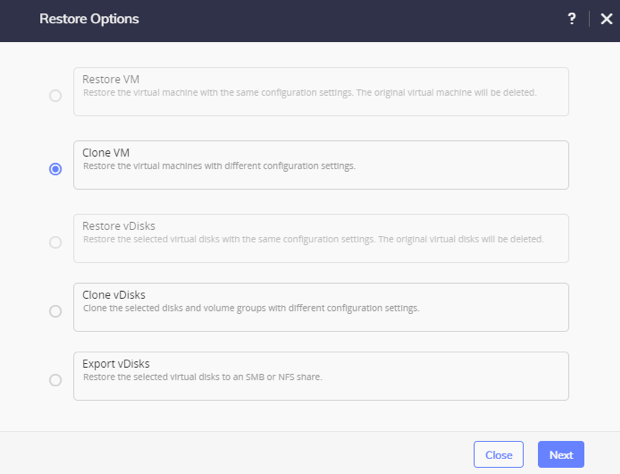 Restore Options
?
Restore VM
Restore the virtual machine with the same configuration settings. The original virtual machine will be deleted.
Clone VM
Restore the virtual machines with different configuration settings.
Restore vDisks
Restore the selected virtual disks with the same configuration settings. The original virtual disks will be deleted.
Clone vDisks
Clone the selected disks and volume groups with different configuration settings.
Export vDisks
Restore the selected virtual disks to an SMB or NFS share.
Close Next